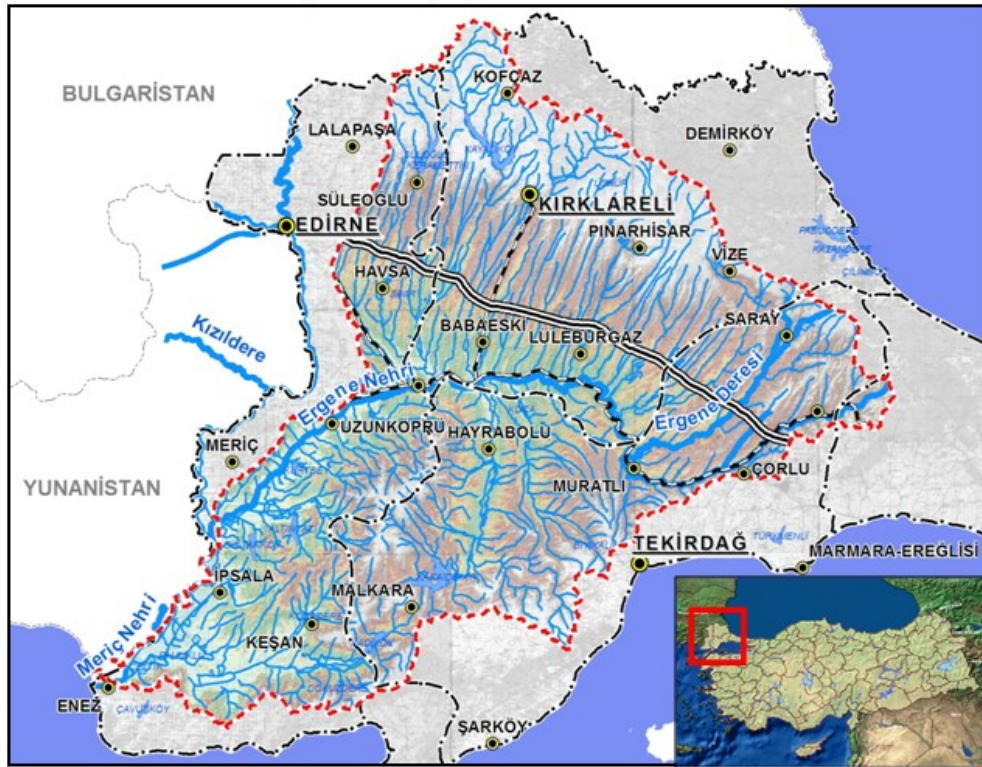 KOFÇAZ
BULGARİSTAN
LALAPAŞA
DEMİRKÖY
SÜLEOĞLU
KIRKLARELİ
EDİRNE
PINARHİSAR
VİZE
HAVSA
SARAY
BABAESKİ
LÜLEBURGAZ
Kızıldere
Ergene Nehri
Ergene Deresi
UZUNKÖPRÜ
HAYRABOLU
MERİÇ
YUNANİSTAN
MURATLI
ÇORLU
TEKİRDAĞ
TÜRKMENLİ
MARMARA-EREĞLİSİ
İPSALA
MALKARA
KEŞAN
Meriç Nehri
ENEZ
ÇAVUŞKÖY
ŞARKÖY